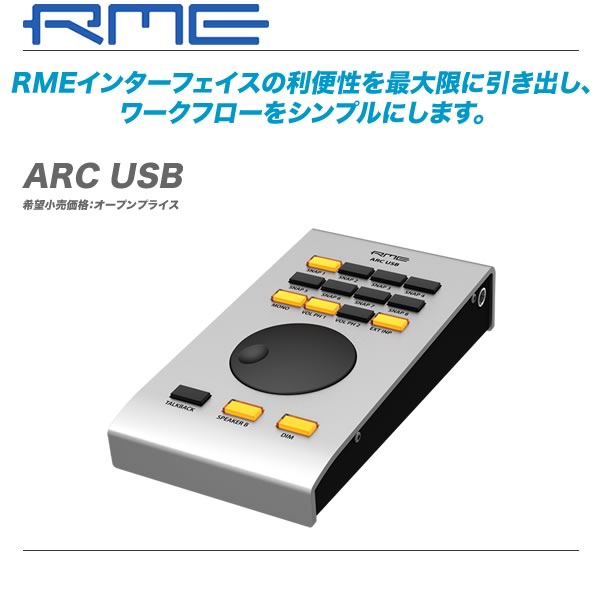 RME
RMEインターフェイスの利便性を最大限に引き出し、
ワークフローをシンプルにします。
ARC USB
希望小売価格：オープンプライス
RME
ARC USB
SNAP 1 SNAP 2 SNAP 3 SNAP 4
SNAP 5 SNAP 6 SNAP 7 SNAP 8
MONO VOL PH 1 VOL PH 2 EXT INP
TALKBACK SPEAKER B DIM